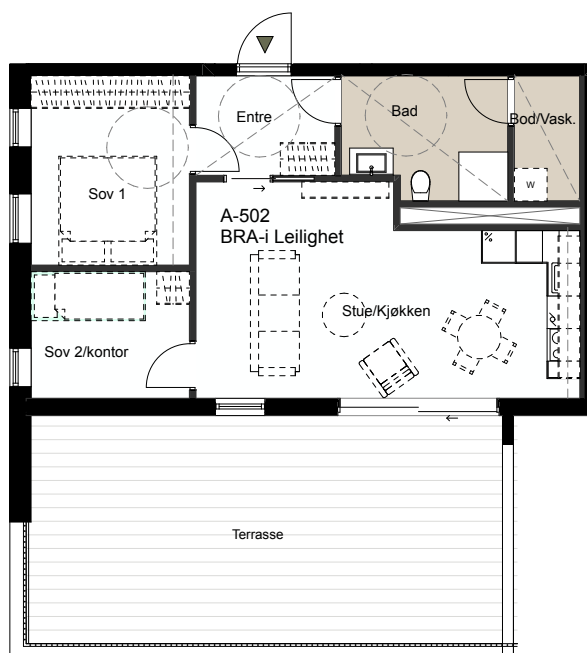 Entre
Bad
Bod/Vask.
Sov 1
W
A-502
BRA-i Leilighet
%
Stue/Kjøkken
Sov 2/kontor
Terrasse